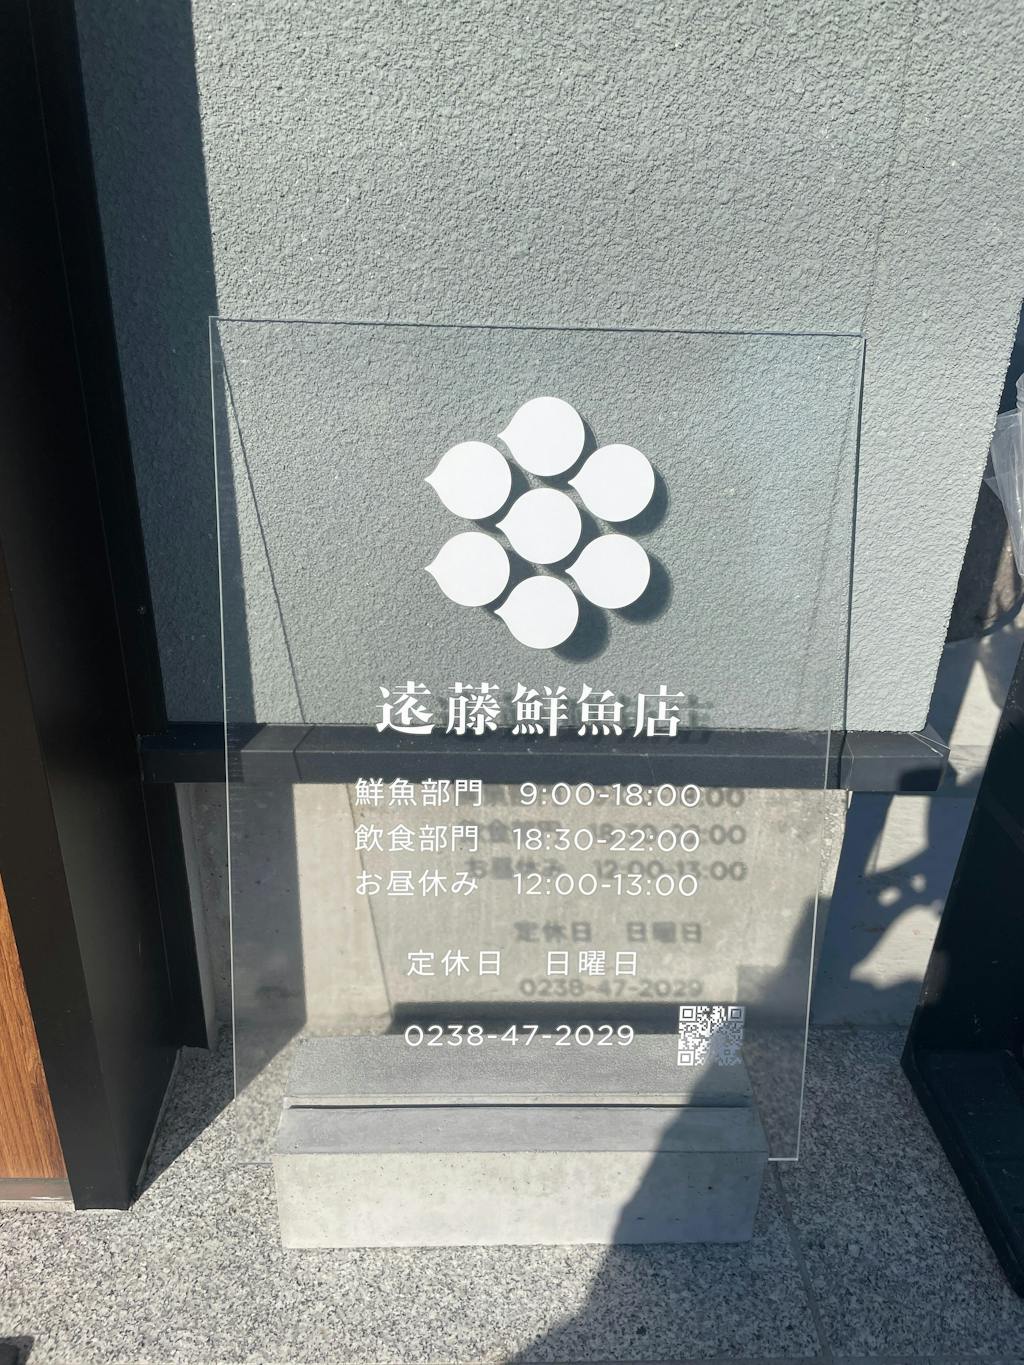 遠藤鮮魚店
鮮魚部門 9:00-18:00
飲食部門 18:30-22:00
お昼休み 12:00-13:00
定休日 日曜日
0238-47-2029